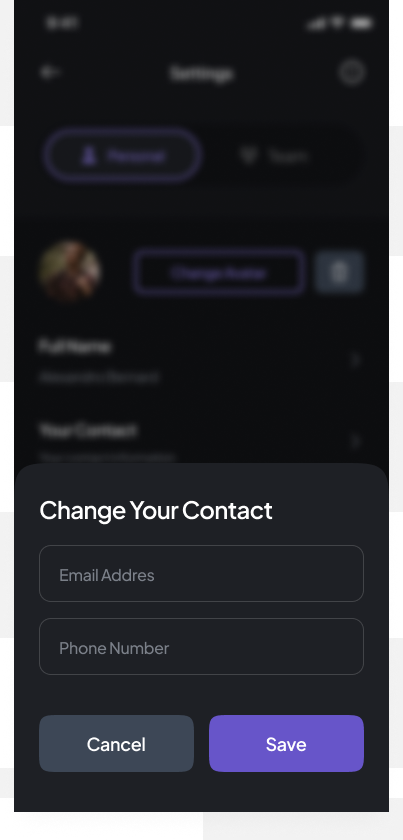 9:41
Settings
Personal
Team
Change Avatar
Full Name
Alexandra Bernard
Your Contact
Change Your Contact
Email Addres
Phone Number
Cancel
Save